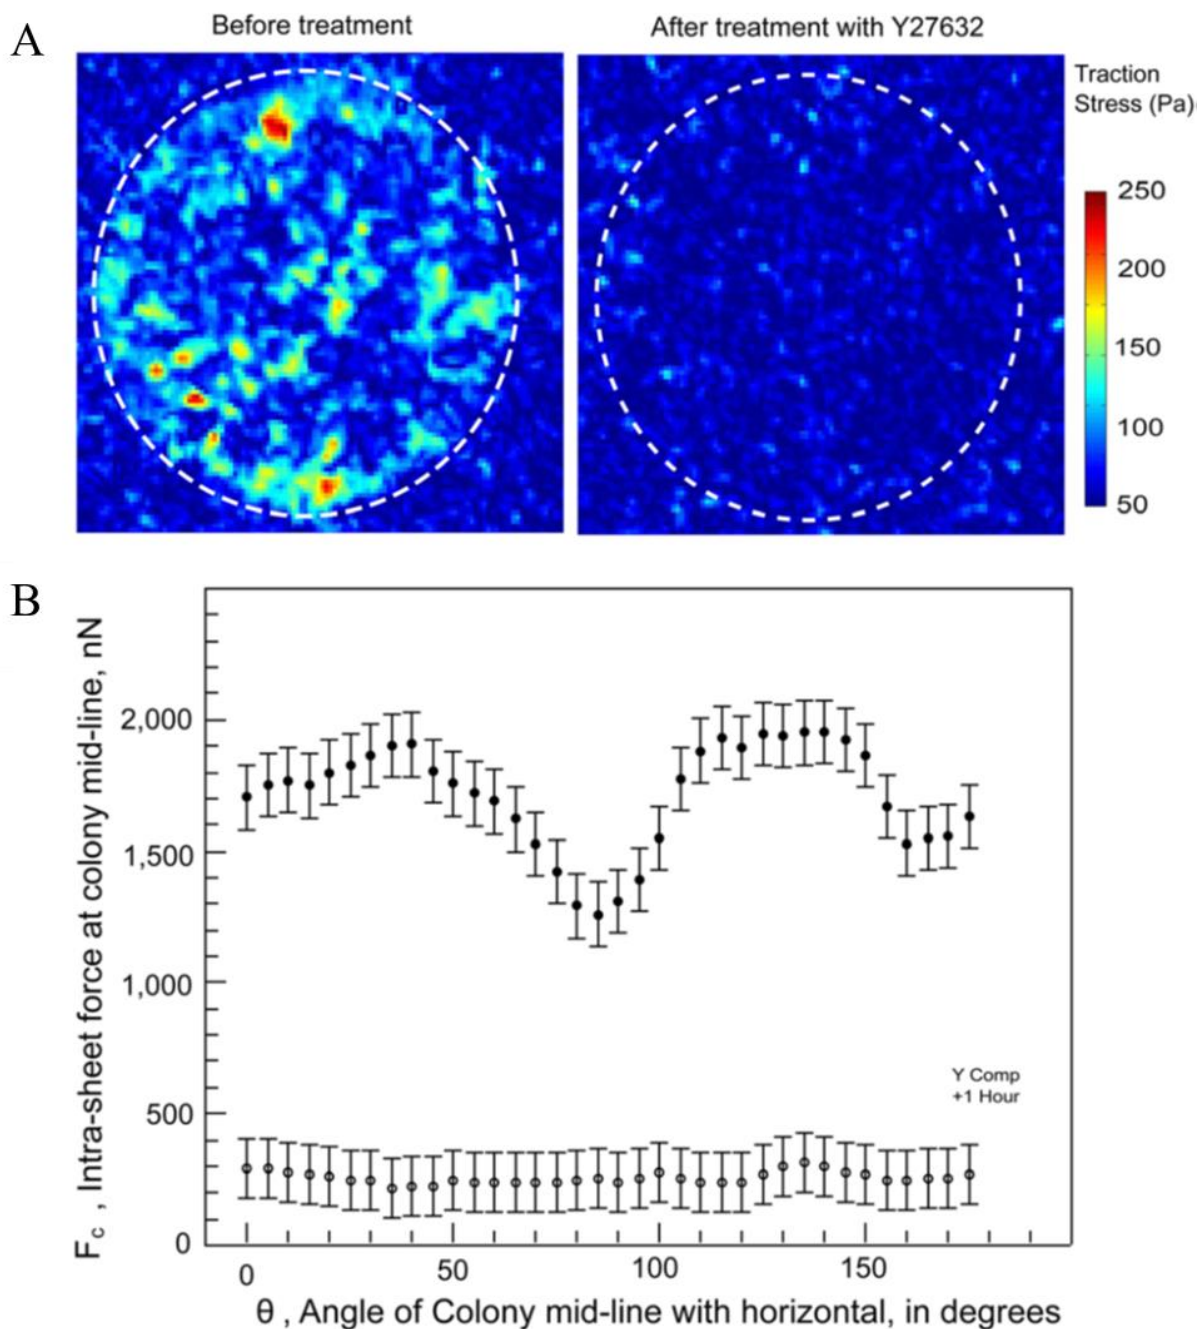 A
Before treatment
After treatment with Y27632
Traction
Stress (Pa)
250
200
150
100
50
B
F_c , Intra-sheet force at colony mid-line, nN
2,000
1,500
1,000
500
0
Y Comp
+1 Hour
0 50 100 150
θ , Angle of Colony mid-line with horizontal, in degrees